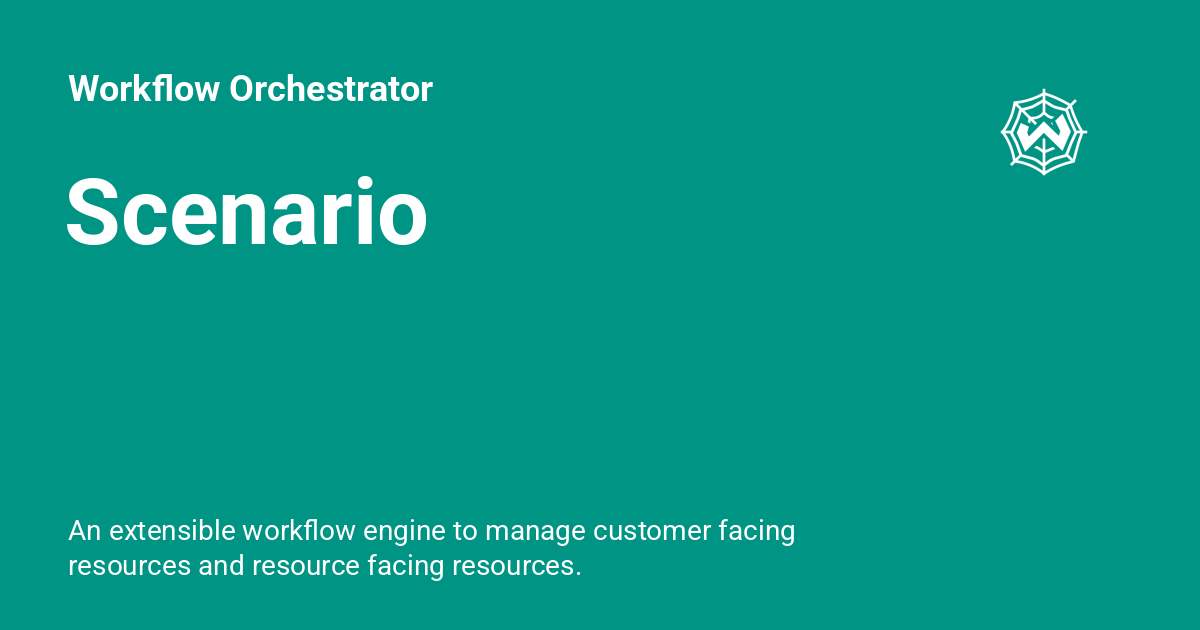 Workflow Orchestrator
Scenario
An extensible workflow engine to manage customer facing
resources and resource facing resources.